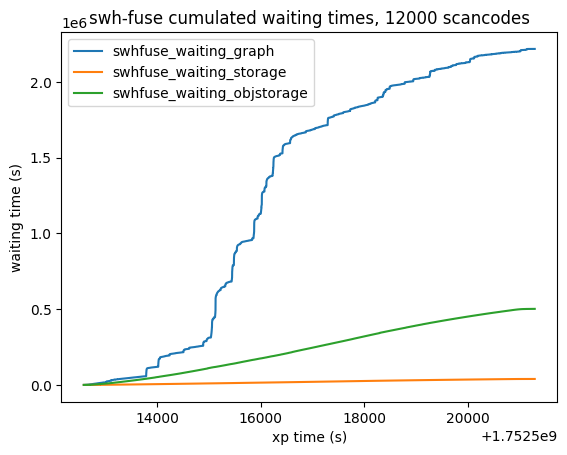 swh-fuse cumulated waiting times, 12000 scancodes
1e6
swhfuse_waiting_graph
swhfuse_waiting_storage
swhfuse_waiting_objstorage
2.0
1.5
1.0
0.5
0.0
waiting time (s)
14000 16000 18000 20000
xp time (s)
+1.7525e9